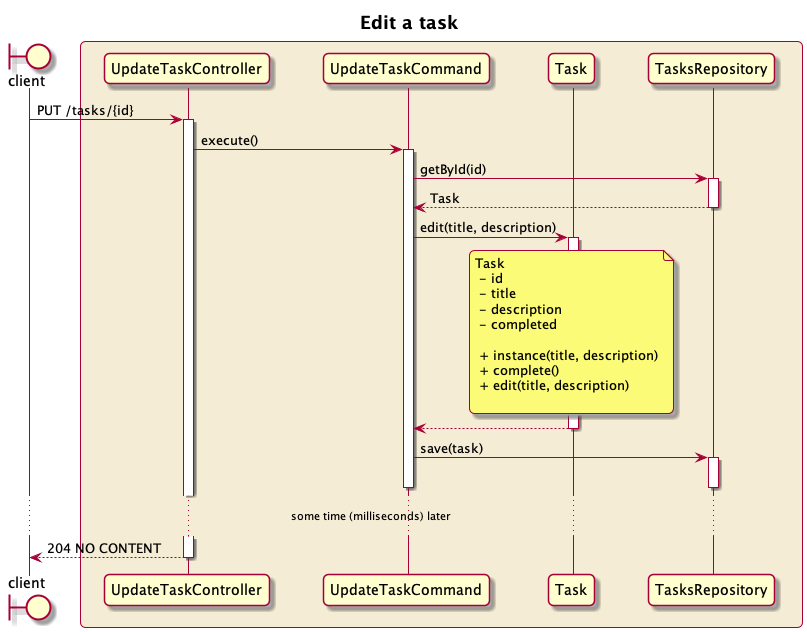 Edit a task
client
UpdateTaskController
UpdateTaskCommand
Task
TasksRepository
PUT /tasks/{id}
execute()
getById(id)
Task
edit(title, description)
Task
- id
- title
- description
- completed
+ instance(title, description)
+ complete()
+ edit(title, description)
save(task)
some time (milliseconds) later
204 NO CONTENT
client
UpdateTaskController
UpdateTaskCommand
Task
TasksRepository